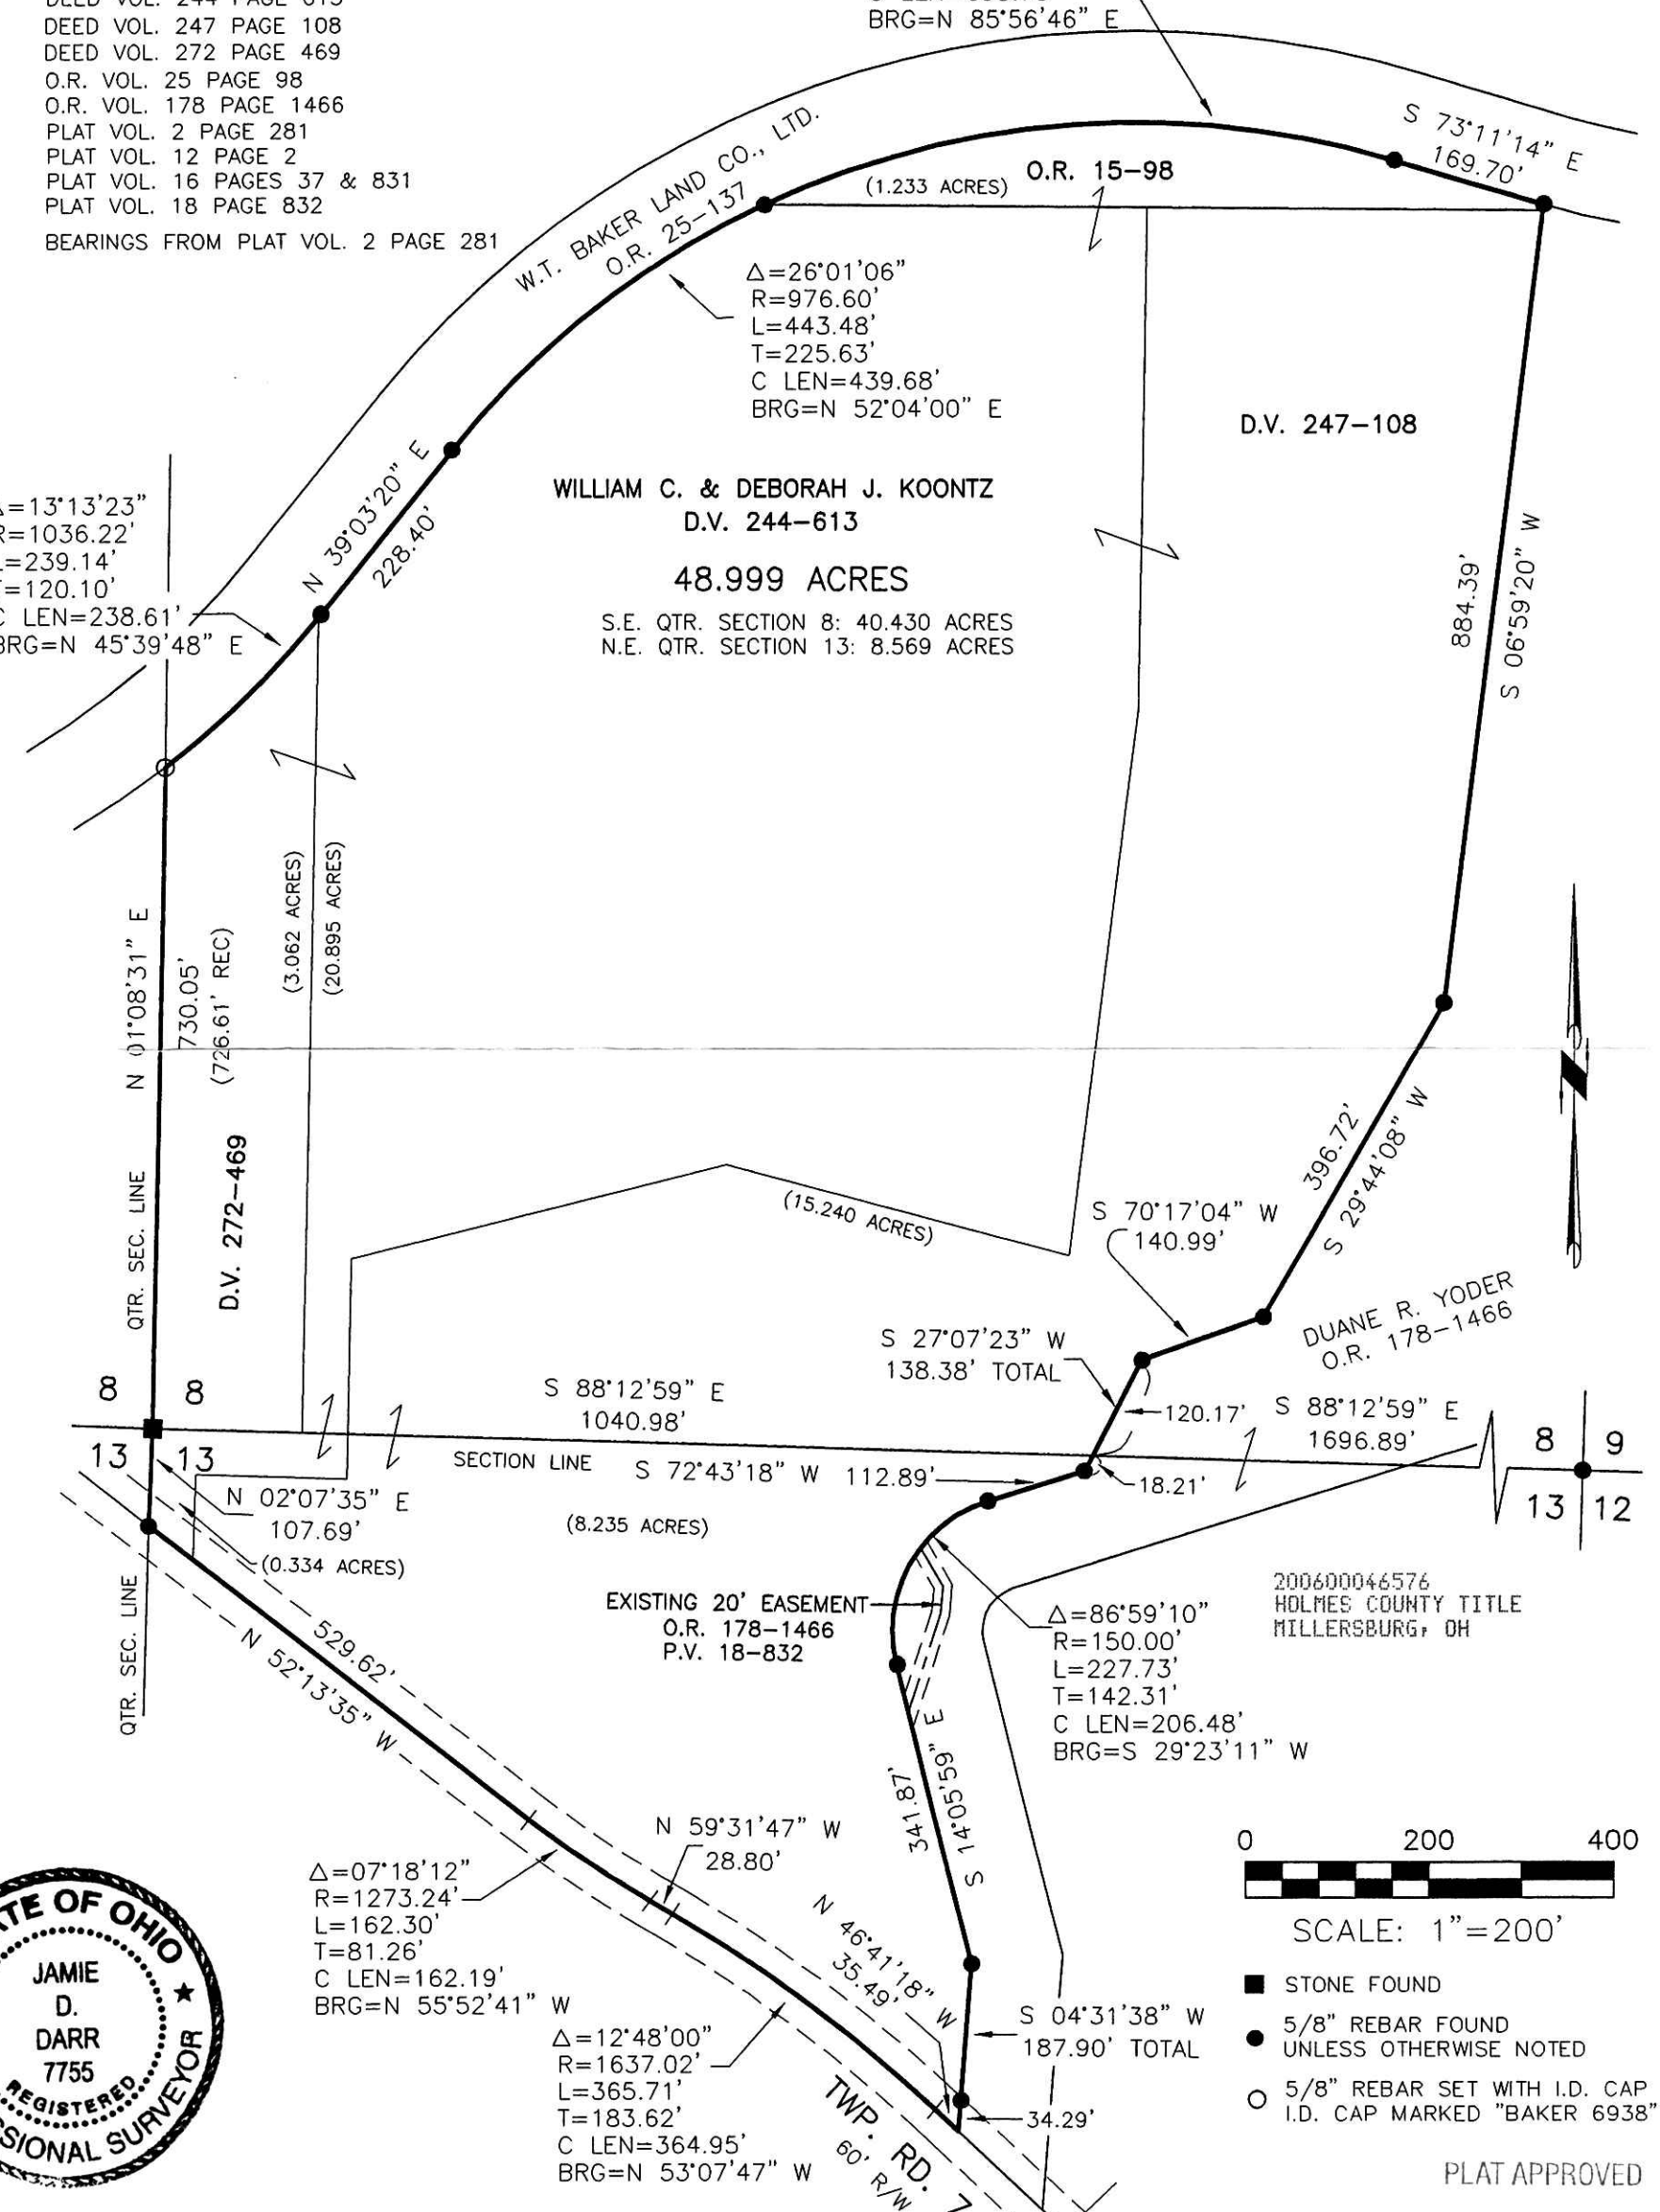 DEED VOL. 244 PAGE 613
DEED VOL. 247 PAGE 108
DEED VOL. 272 PAGE 469
O.R. VOL. 25 PAGE 98
O.R. VOL. 178 PAGE 1466
PLAT VOL. 2 PAGE 281
PLAT VOL. 12 PAGE 2
PLAT VOL. 16 PAGES 37 & 831
PLAT VOL. 18 PAGE 832
BEARINGS FROM PLAT VOL. 2 PAGE 281
BRG=N 85°56'46" E
S 73°11'14" E
169.70'
W.T. BAKER LAND CO., LTD.
O.R. 25-137
(1.233 ACRES)
O.R. 15-98
Δ=26°01'06"
R=976.60'
L=443.48'
T=225.63'
C LEN=439.68'
BRG=N 52°04'00" E
D.V. 247-108
N 39°03'20" E
228.40'
WILLIAM C. & DEBORAH J. KOONTZ
D.V. 244-613
48.999 ACRES
S.E. QTR. SECTION 8: 40.430 ACRES
N.E. QTR. SECTION 13: 8.569 ACRES
Δ=13°13'23"
R=1036.22'
L=239.14'
T=120.10'
C LEN=238.61'
BRG=N 45°39'48" E
884.39'
S 06°59'20" W
N 01°08'31" E
730.05'
(726.61' REC)
(3.062 ACRES)
(20.895 ACRES)
QTR. SEC. LINE
D.V. 272-469
(15.240 ACRES)
396.72'
S 29°44'08" W
S 70°17'04" W
140.99'
DUANE R. YODER
O.R. 178-1466
S 27°07'23" W
138.38' TOTAL
120.17'
8
8
13
13
S 88°12'59" E
1040.98'
SECTION LINE
S 88°12'59" E
1696.89'
8
9
13
12
S 72°43'18" W 112.89'
18.21'
N 02°07'35" E
107.69'
(0.334 ACRES)
(8.235 ACRES)
QTR. SEC. LINE
EXISTING 20' EASEMENT
O.R. 178-1466
P.V. 18-832
Δ=86°59'10"
R=150.00'
L=227.73'
T=142.31'
C LEN=206.48'
BRG=S 29°23'11" W
200600046576
HOLMES COUNTY TITLE
MILLERSBURG, OH
529.62'
N 52°13'35" W
341.87'
S 14°05'59" E
N 59°31'47" W
28.80'
Δ=07°18'12"
R=1273.24'
L=162.30'
T=81.26'
C LEN=162.19'
BRG=N 55°52'41" W
N 46°41'18" W
35.49'
Δ=12°48'00"
R=1637.02'
L=365.71'
T=183.62'
C LEN=364.95'
BRG=N 53°07'47" W
S 04°31'38" W
187.90' TOTAL
34.29'
TWP. RD. 7
60' R/W
N
0 200 400
SCALE: 1"=200'
STONE FOUND
5/8" REBAR FOUND
UNLESS OTHERWISE NOTED
5/8" REBAR SET WITH I.D. CAP
I.D. CAP MARKED "BAKER 6938"
PLAT APPROVED
OF OHIO
JAMIE
D.
DARR
7755
REGISTERED
SURVEYOR